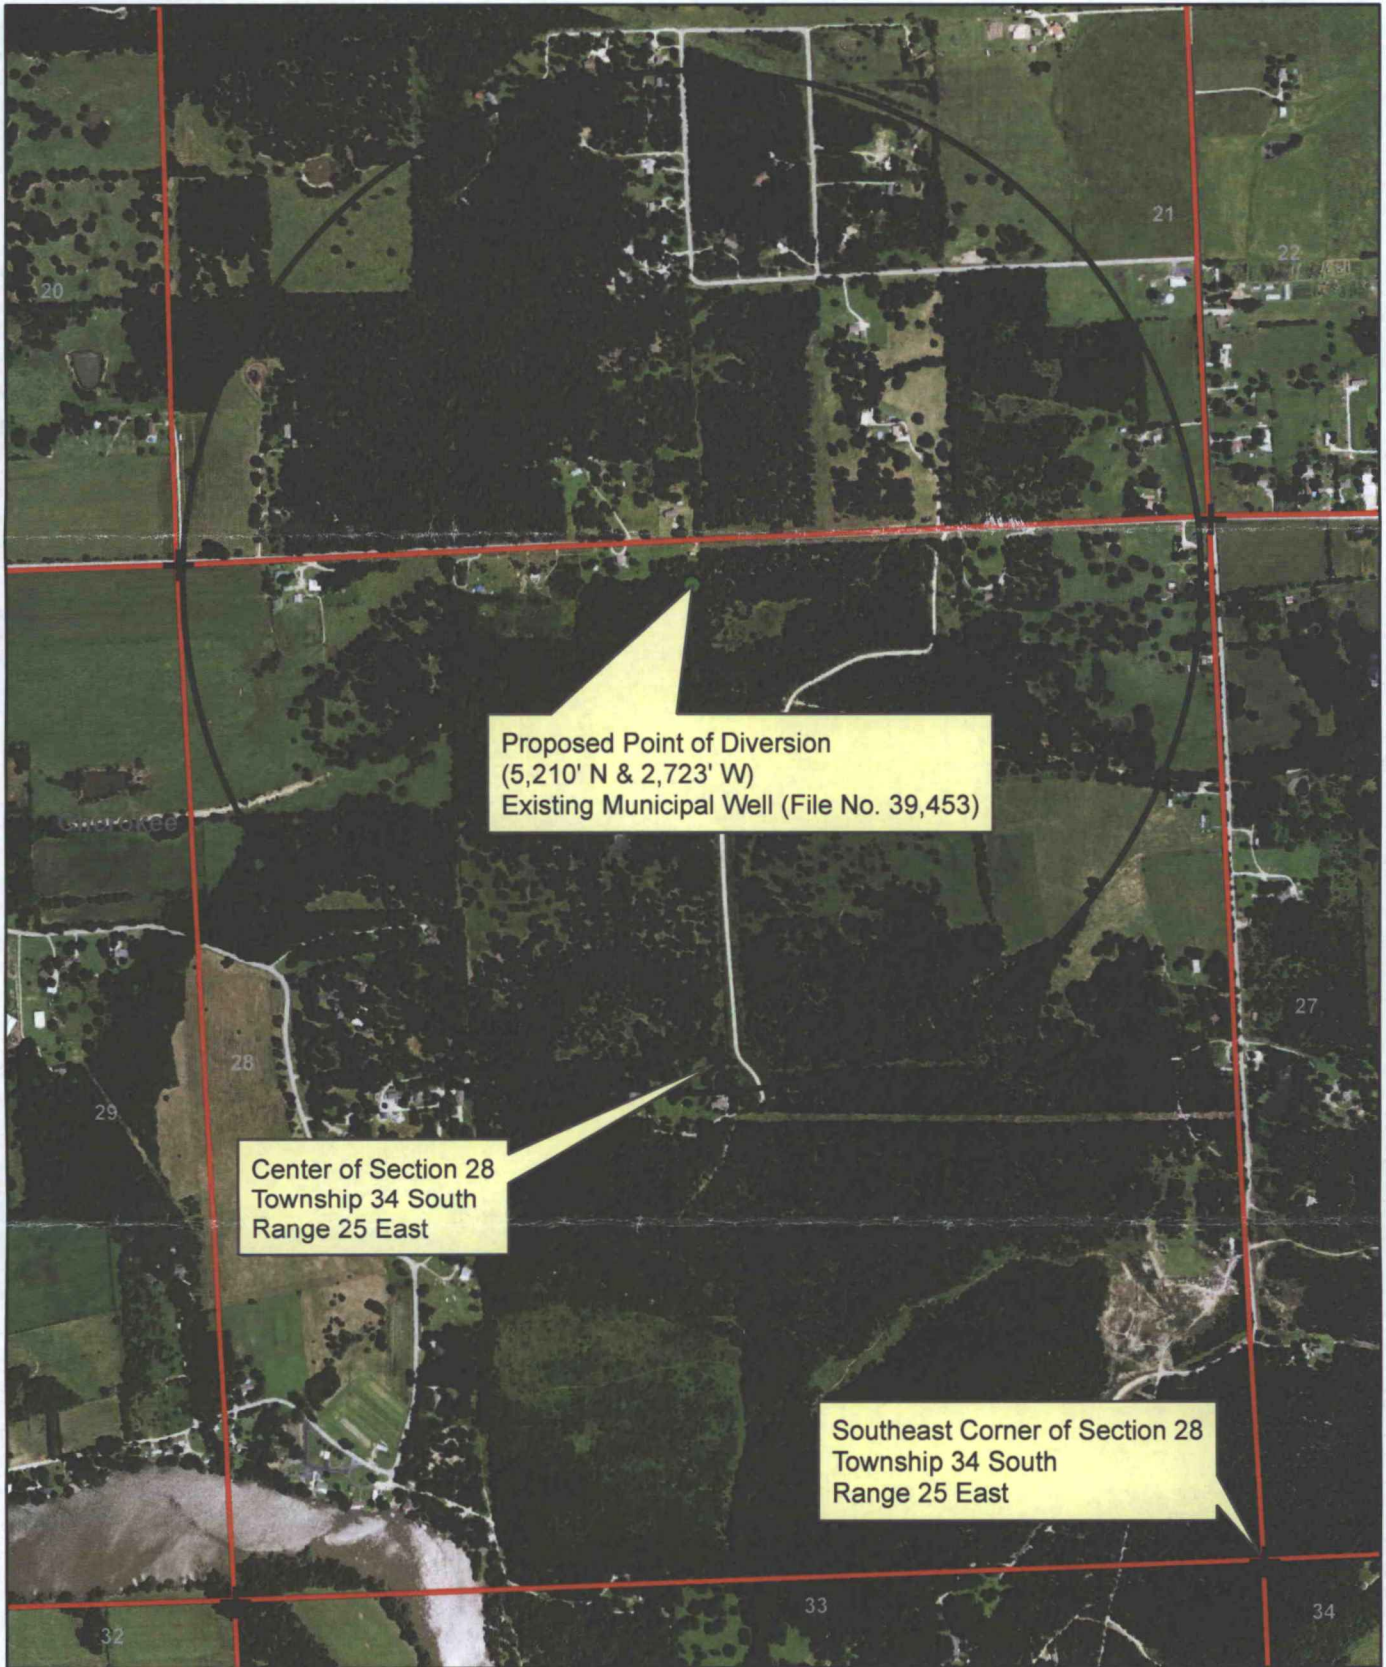 21
22
20
Proposed Point of Diversion
(5,210' N & 2,723' W)
Existing Municipal Well (File No. 39,453)
Cherokee
27
28
29
Center of Section 28
Township 34 South
Range 25 East
Southeast Corner of Section 28
Township 34 South
Range 25 East
33
34
32